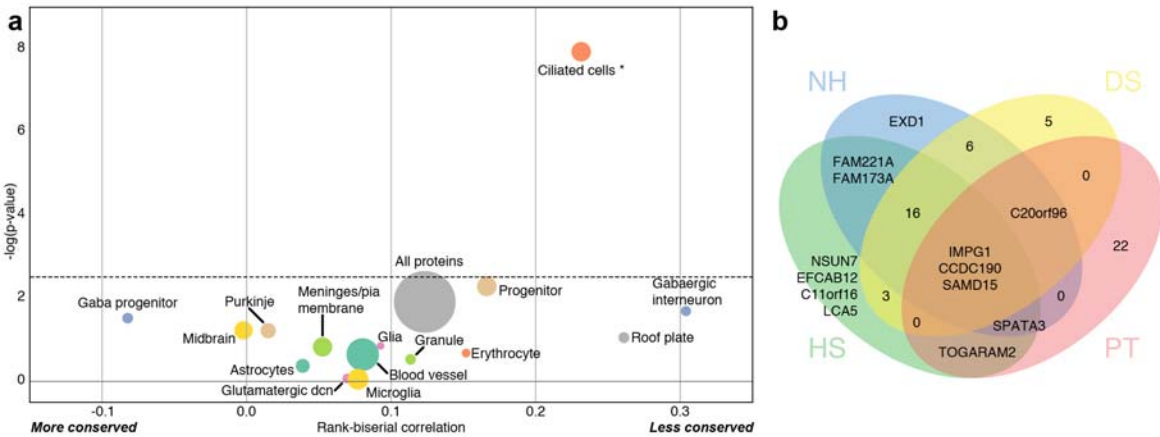 a
-log(p-value)
8
6
4
2
0
Ciliated cells *
All proteins
Progenitor
Gabaergic
interneuron
Gaba progenitor
Purkinje
Meninges/pia
membrane
Midbrain
Glia
Granule
Roof plate
Erythrocyte
Astrocytes
Blood vessel
Glutamatergic dcn
Microglia
-0.1
0.0
0.1
0.2
0.3
More conserved
Rank-biserial correlation
Less conserved
b
NH
DS
EXD1
5
6
FAM221A
FAM173A
0
16
C20orf96
22
IMPG1
CCDC190
SAMD15
NSUN7
EFCAB12
C11orf16
LCA5
3
0
0
SPATA3
HS
TOGARAM2
PT